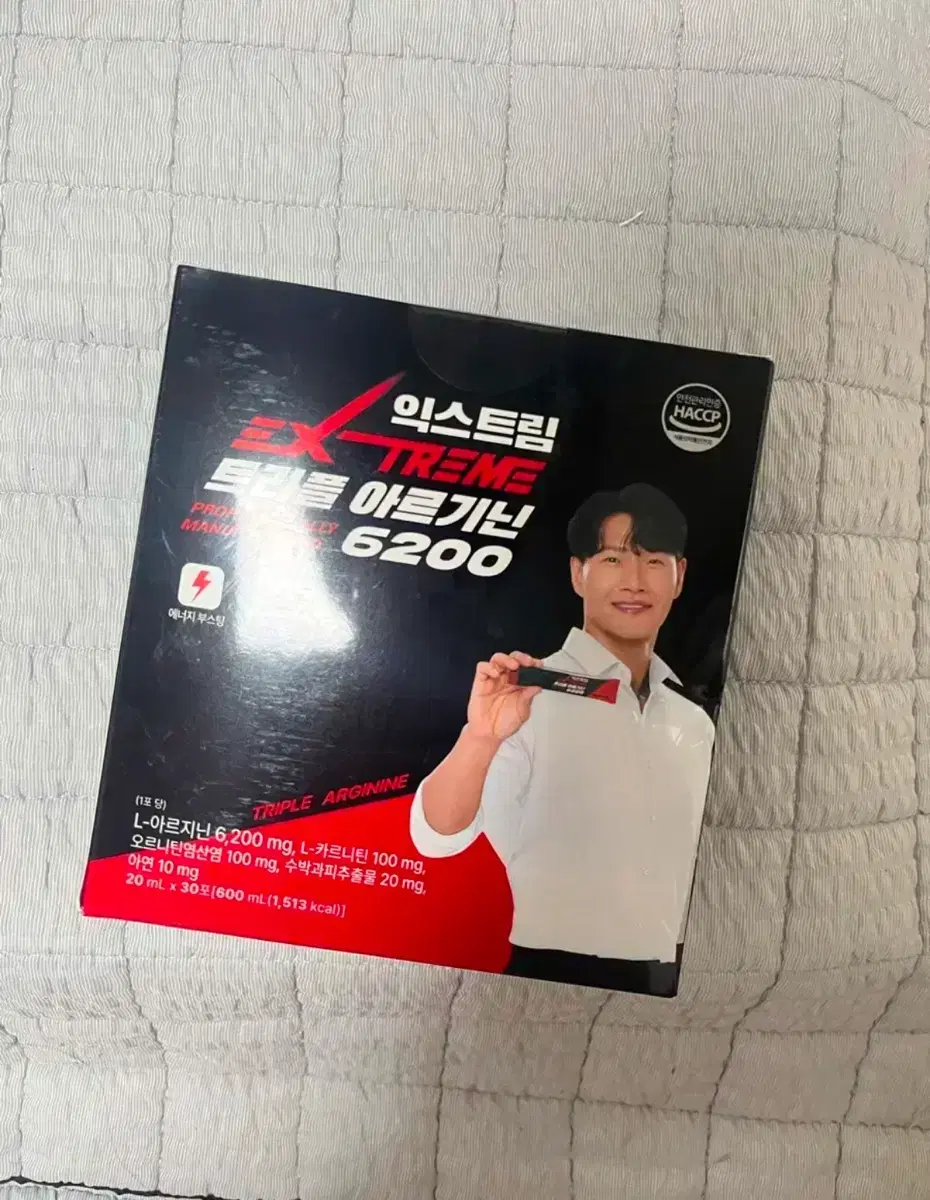 익스트림
EXTREME
트리플 아르기닌
6200
안전관리인증
HACCP
에너지 부스팅
6200
TRIPLE ARGININE
(1포 당)
L-아르지닌 6,200 mg, L-카르니틴 100 mg,
오르니틴염산염 100 mg, 수박과피추출물 20 mg,
아연 10 mg
20 mL x 30포[600 mL(1,513 kcal)]